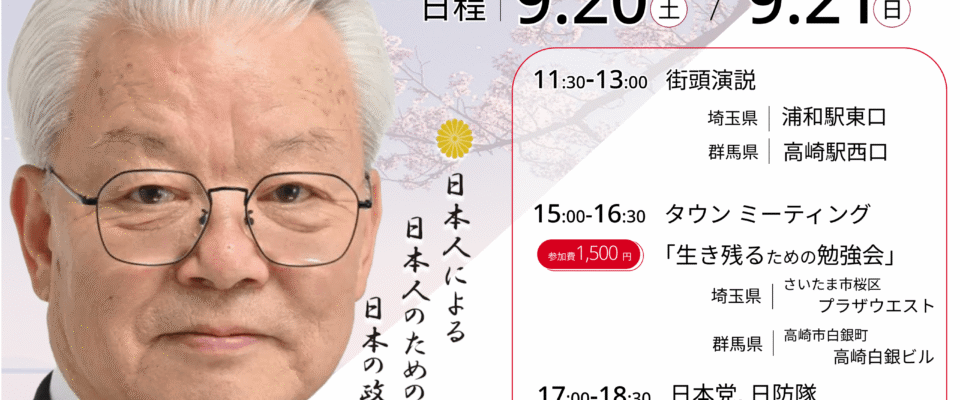 日程 9.20 土 / 9.21 日
11:30-13:00 街頭演説
埼玉県 浦和駅東口
群馬県 高崎駅西口
15:00-16:30 タウン ミーティング
参加費1,500円 「生き残るための勉強会」
埼玉県 さいたま市桜区
プラザウエスト
群馬県 高崎市白銀町
高崎白銀ビル
17:00-18:30 日本党、日防隊
日本人による
日本人のための
日本の政